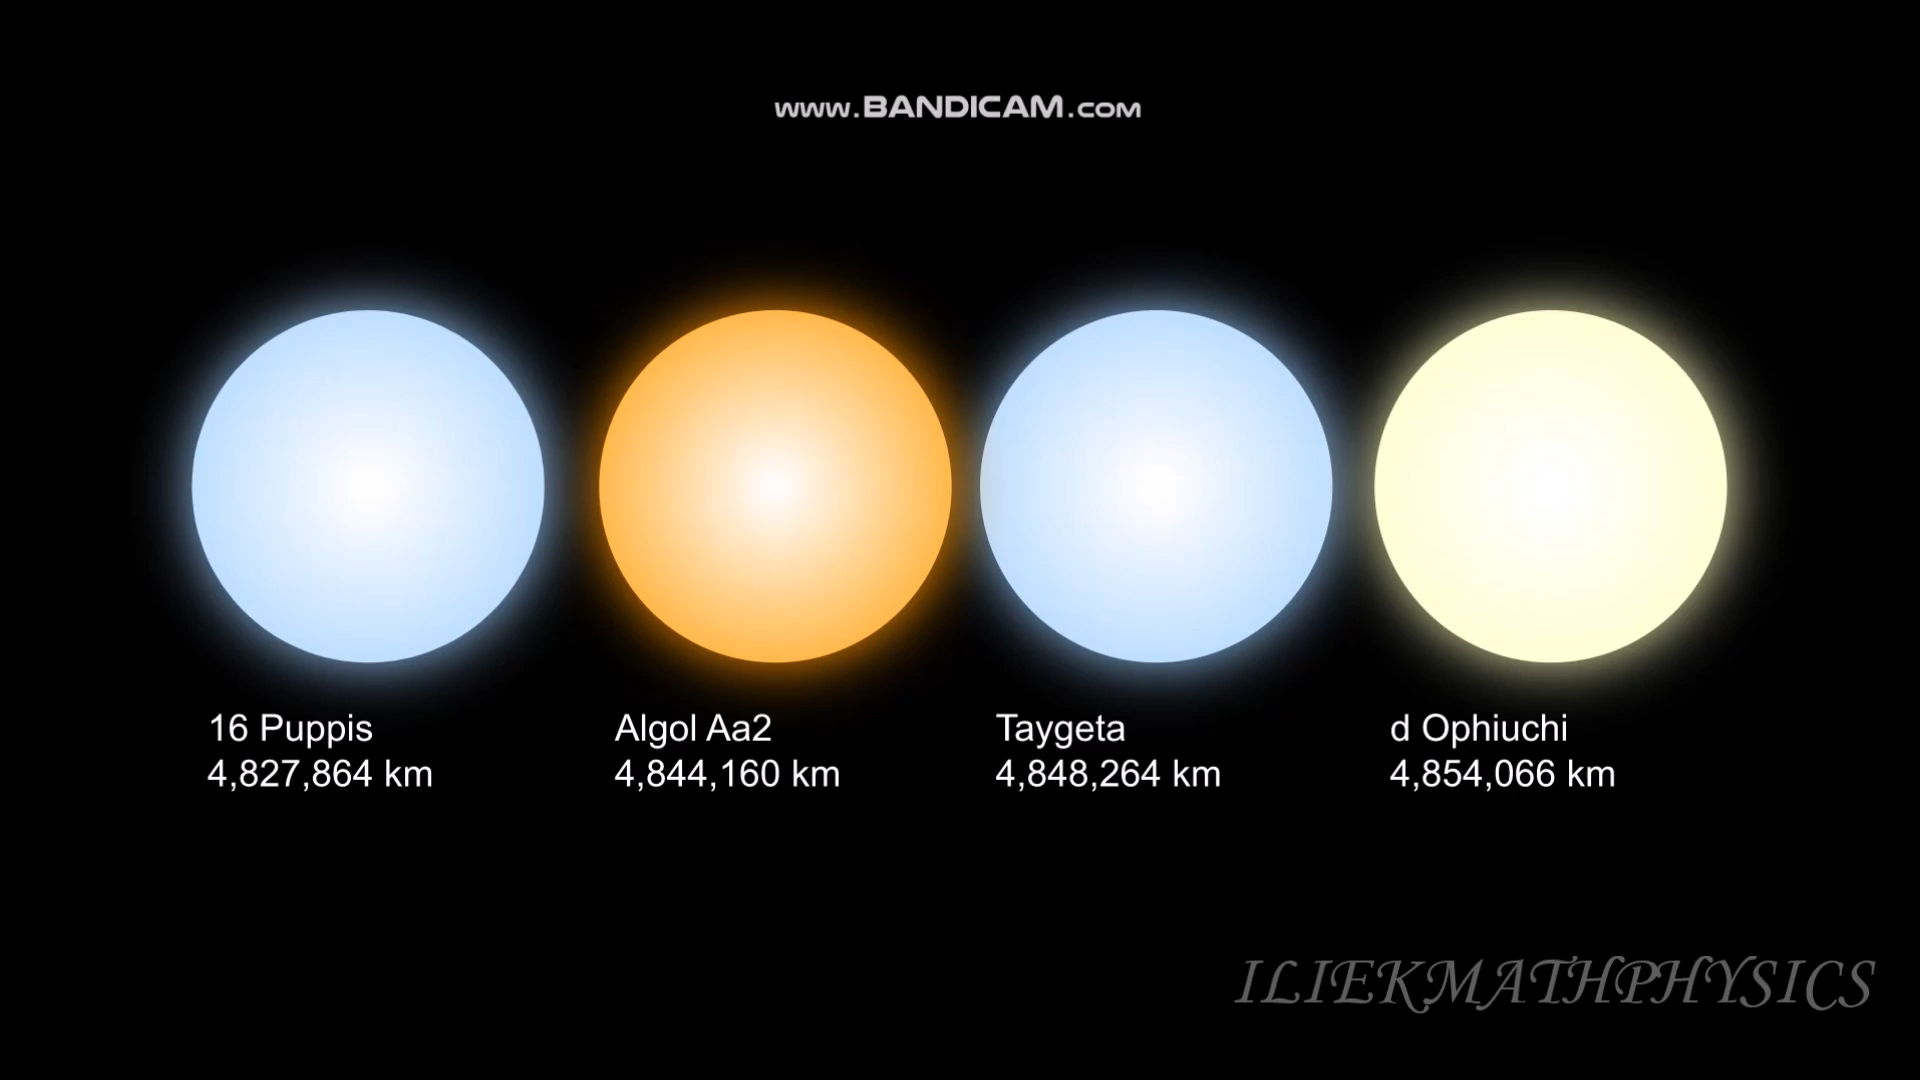 www.BANDICAM.com
16 Puppis
4,827,864 km
Algol Aa2
4,844,160 km
Taygeta
4,848,264 km
d Ophiuchi
4,854,066 km
ILIEKMATHPHYSICS